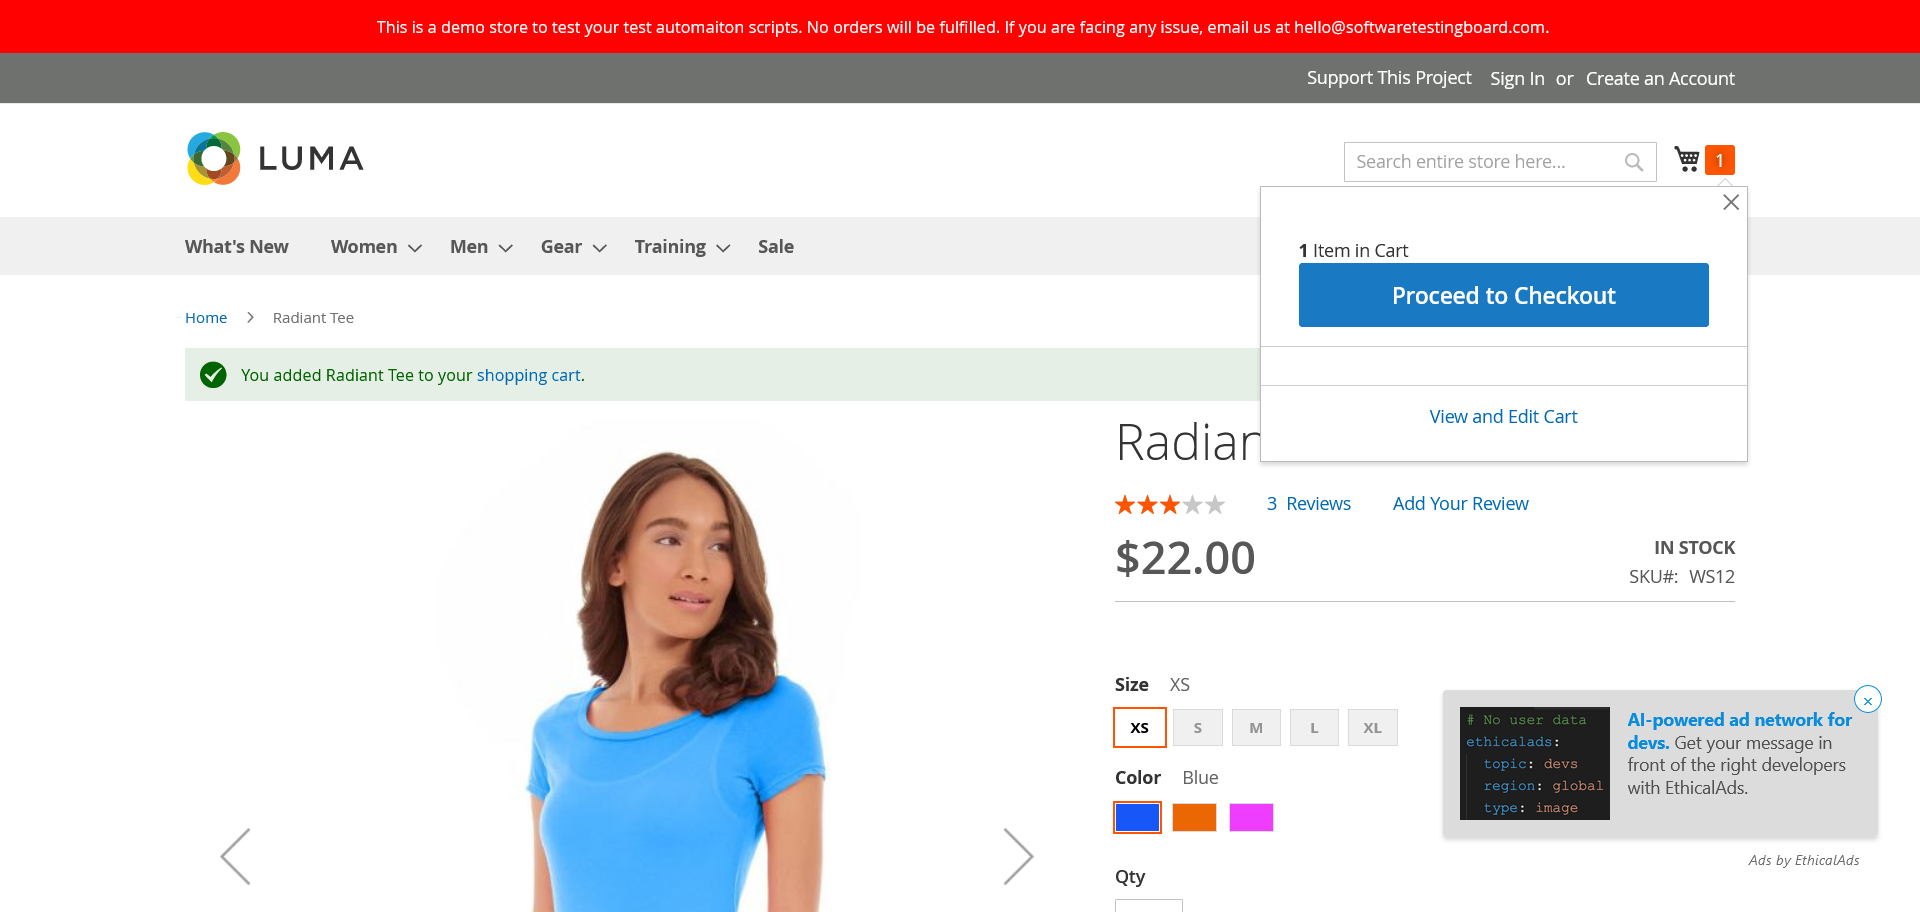 This is a demo store to test your test automaiton scripts. No orders will be fulfilled. If you are facing any issue, email us at hello@softwaretestingboard.com.
Support This Project Sign In or Create an Account
LUMA
Search entire store here...
1
What's New Women Men Gear Training Sale
1 Item in Cart
Proceed to Checkout
View and Edit Cart
Home Radiant Tee
You added Radiant Tee to your shopping cart.
Radian
3 Reviews Add Your Review
$22.00
IN STOCK
SKU#: WS12
Size XS
XS S M L XL
Color Blue
Qty
# No user data
ethicalads:
topic: devs
region: global
type: image
AI-powered ad network for
devs. Get your message in
front of the right developers
with EthicalAds.
Ads by EthicalAds